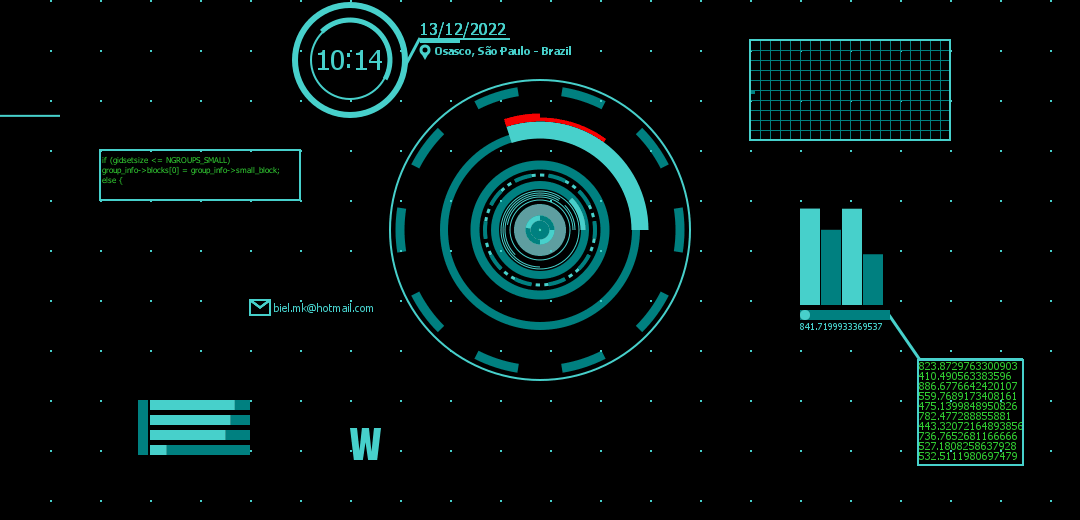 13/12/2022
10:14
Osasco, São Paulo - Brazil
if (gidsetsize <= NGROUPS_SMALL)
group_info->blocks[0] = group_info->small_block;
else {
biel.mk@hotmail.com
841.7199933369537
823.8729763300903
410.490563383596
886.6776642420107
559.7689173408161
475.1399848950826
782.477288855881
443.32072164893856
736.7652681166666
527.1808258637928
532.5111980697479
W